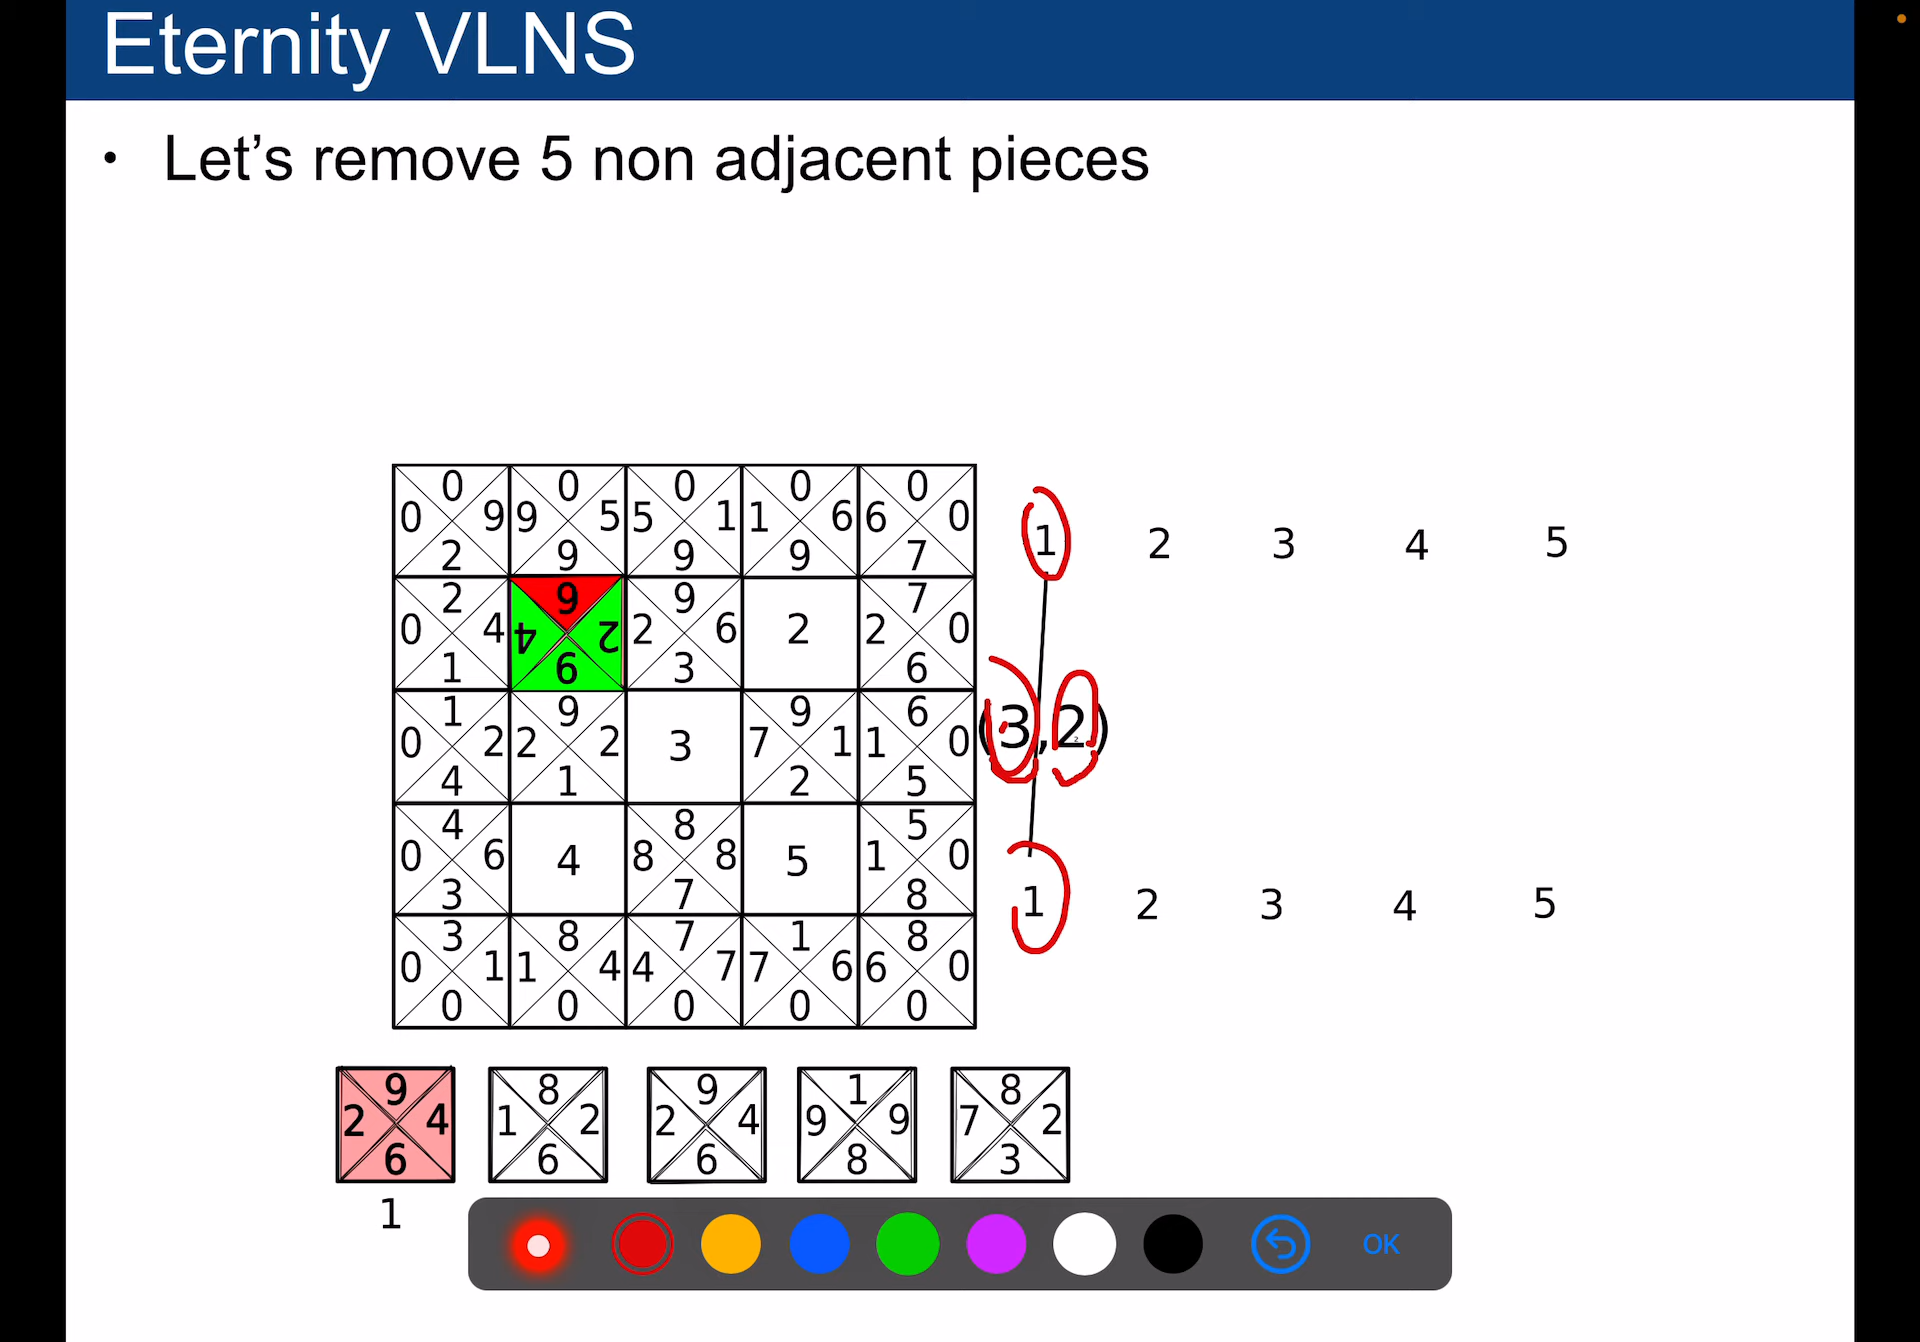 Eternity VLNS
• Let's remove 5 non adjacent pieces
0 0 0 0 0
0 9 9 5 5 1 1 6 6 0
2 9 9 9 7
1 2 3 4 5
2 9 9 7
0 4 4 2 2 6 2 2 0
1 6 3 6
1 9 9 6
0 2 2 2 3 7 1 1 0
4 1 2 5
(3,2)
4 8 5
0 6 4 8 8 5 1 0
3 7 8
1 2 3 4 5
3 8 7 1 8
0 1 1 4 4 7 7 6 6 0
0 0 0 0 0
9 8 9 1 8
2 4 1 2 2 4 9 9 7 2
6 6 6 8 3
1
OK